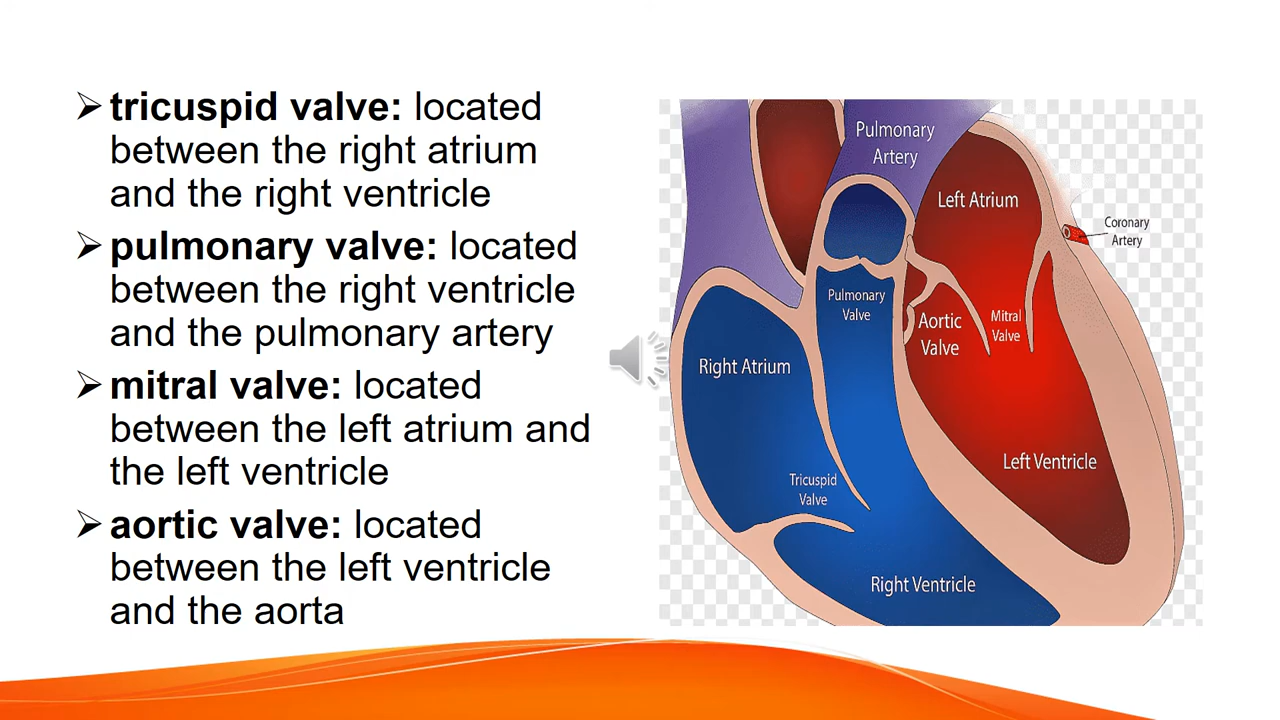 tricuspid valve: located
between the right atrium
and the right ventricle
pulmonary valve: located
between the right ventricle
and the pulmonary artery
mitral valve: located
between the left atrium and
the left ventricle
aortic valve: located
between the left ventricle
and the aorta
Pulmonary
Artery
Left Atrium
Coronary
Artery
Pulmonary
Valve
Aortic
Valve
Mitral
Valve
Right Atrium
Left Ventricle
Tricuspid
Valve
Right Ventricle